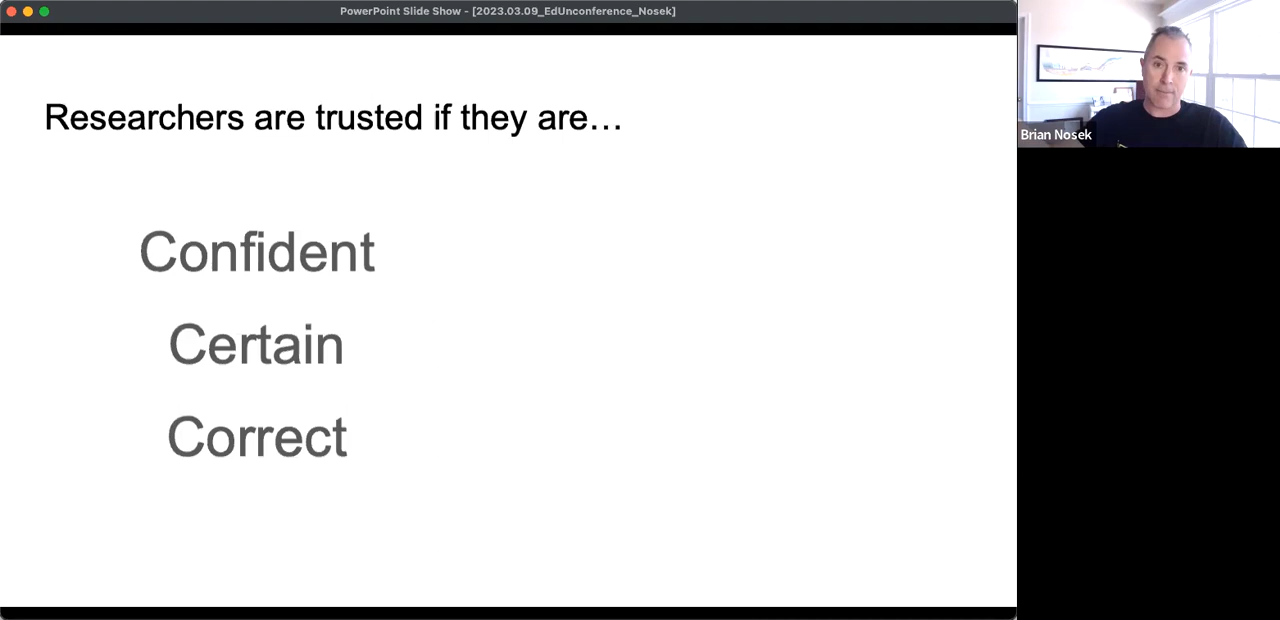 PowerPoint Slide Show - [2023.03.09_EdUnconference_Nosek]
Researchers are trusted if they are…
Confident
Certain
Correct
Brian Nosek